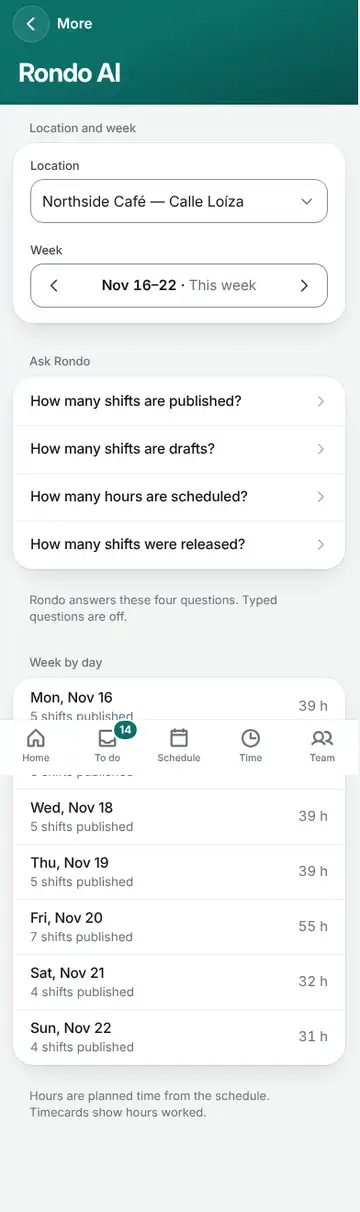 More
Rondo AI
Location and week
Location
Northside Café — Calle Loíza
Week
Nov 16–22 · This week
Ask Rondo
How many shifts are published?
How many shifts are drafts?
How many hours are scheduled?
How many shifts were released?
Rondo answers these four questions. Typed
questions are off.
Week by day
Mon, Nov 16
5 shifts published
39 h
14
Home
To do
Schedule
Time
Team
Wed, Nov 18
5 shifts published
39 h
Thu, Nov 19
5 shifts published
39 h
Fri, Nov 20
7 shifts published
55 h
Sat, Nov 21
4 shifts published
32 h
Sun, Nov 22
4 shifts published
31 h
Hours are planned time from the schedule.
Timecards show hours worked.